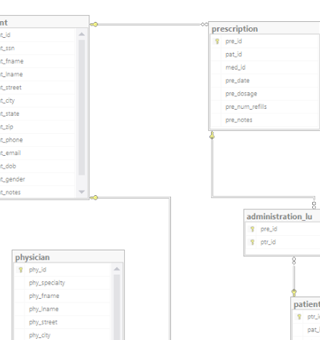 nt
t_id
t_ssn
t_fname
t_lname
t_street
t_city
t_state
t_zip
t_phone
t_email
t_dob
t_gender
t_notes
prescription
pre_id
pat_id
med_id
pre_date
pre_dosage
pre_num_refills
pre_notes
administration_lu
pre_id
ptr_id
physician
phy_id
phy_specialty
phy_fname
phy_lname
phy_street
phy_city
patient
ptr_i
pat_i